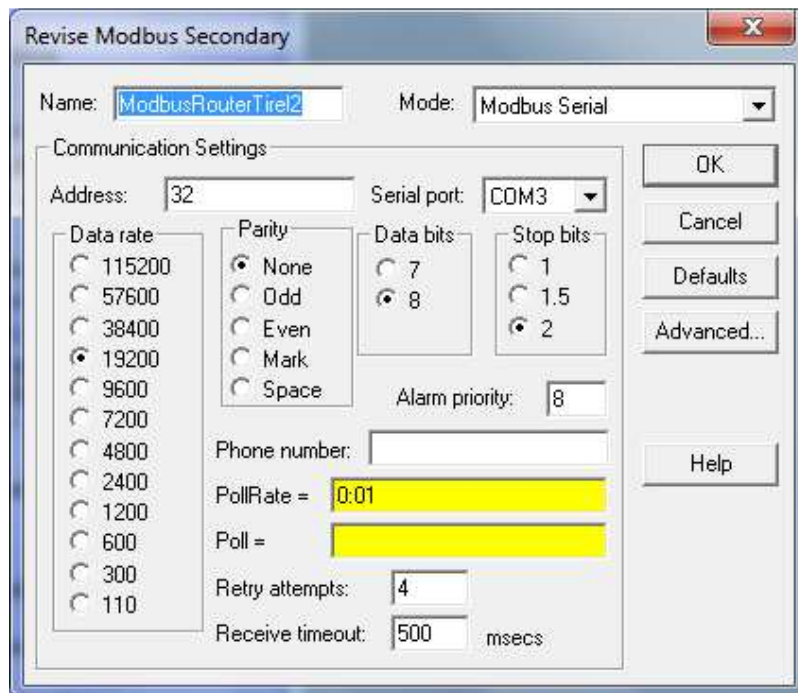 Revise Modbus Secondary
Name: ModbusRouterTirel2 Mode: Modbus Serial
Communication Settings
OK
Address: 32 Serial port: COM3
Cancel
Data rate Parity Data bits Stop bits
115200 None 7 1
Defaults
57600 Odd 8 1.5
38400 Even 2
Advanced...
19200 Mark
9600 Space Alarm priority: 8
7200
4800 Phone number:
Help
2400
1200 PollRate = 0:01
600 Poll =
300 Retry attempts: 4
110
Receive timeout: 500 msecs